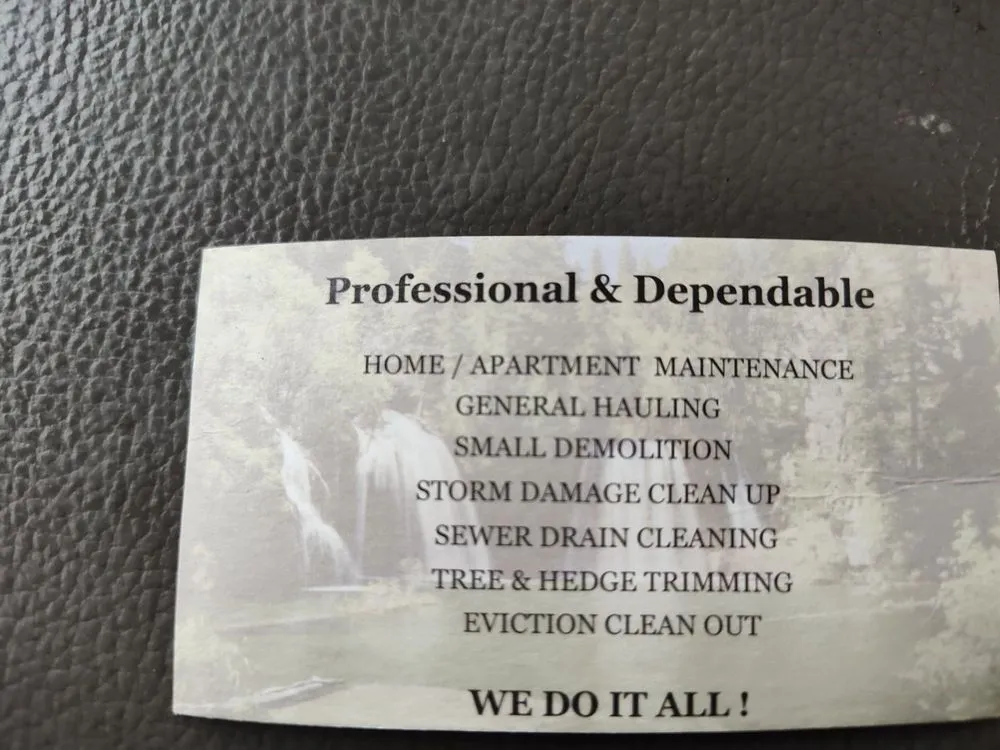 Professional & Dependable
HOME / APARTMENT MAINTENANCE
GENERAL HAULING
SMALL DEMOLITION
STORM DAMAGE CLEAN UP
SEWER DRAIN CLEANING
TREE & HEDGE TRIMMING
EVICTION CLEAN OUT
WE DO IT ALL !